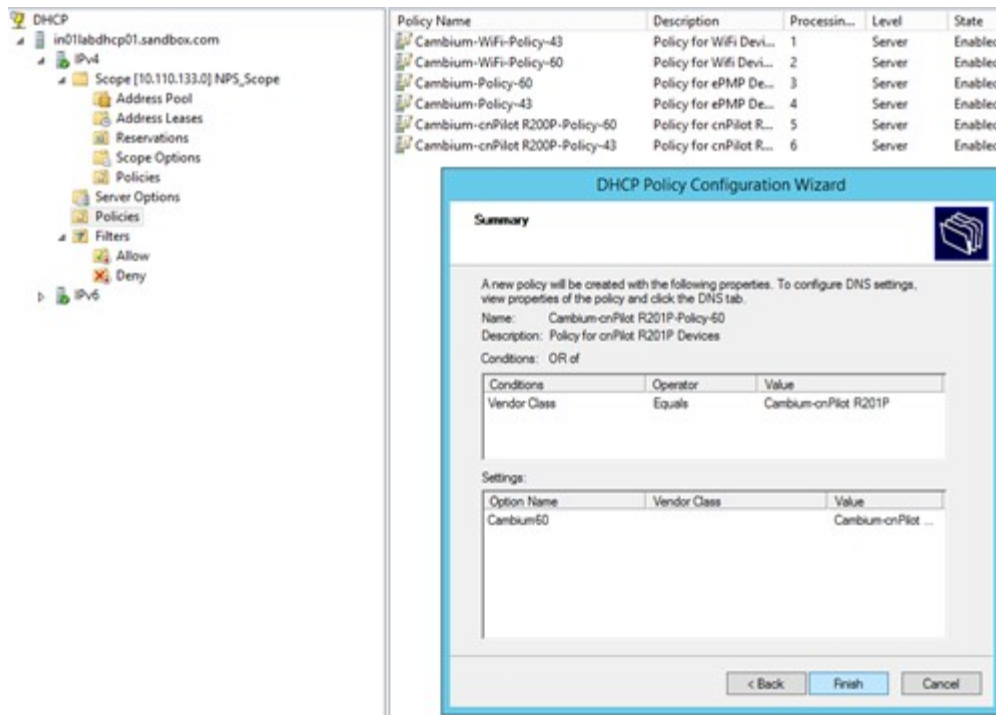 DHCP
in01labdhcp01.sandbox.com
IPv4
Scope [10.110.133.0] NPS_Scope
Address Pool
Address Leases
Reservations
Scope Options
Policies
Server Options
Policies
Filters
Allow
Deny
IPv6
Policy Name Description Processin... Level State
Cambium-WiFi-Policy-43 Policy for WiFi Devi... 1 Server Enabled
Cambium-WiFi-Policy-60 Policy for Wifi Devi... 2 Server Enabled
Cambium-Policy-60 Policy for ePMP De... 3 Server Enabled
Cambium-Policy-43 Policy for ePMP De... 4 Server Enabled
Cambium-cnPilot R200P-Policy-60 Policy for cnPilot R... 5 Server Enabled
Cambium-cnPilot R200P-Policy-43 Policy for cnPilot R... 6 Server Enabled
DHCP Policy Configuration Wizard
Summary
A new policy will be created with the following properties. To configure DNS settings,
view properties of the policy and click the DNS tab.
Name: Cambium-cnPilot R201P-Policy-60
Description: Policy for cnPilot R201P Devices
Conditions: OR of
Conditions Operator Value
Vendor Class Equals Cambium-cnPilot R201P
Settings:
Option Name Vendor Class Value
Cambium60 Cambium-cnPilot ...
< Back Finish Cancel